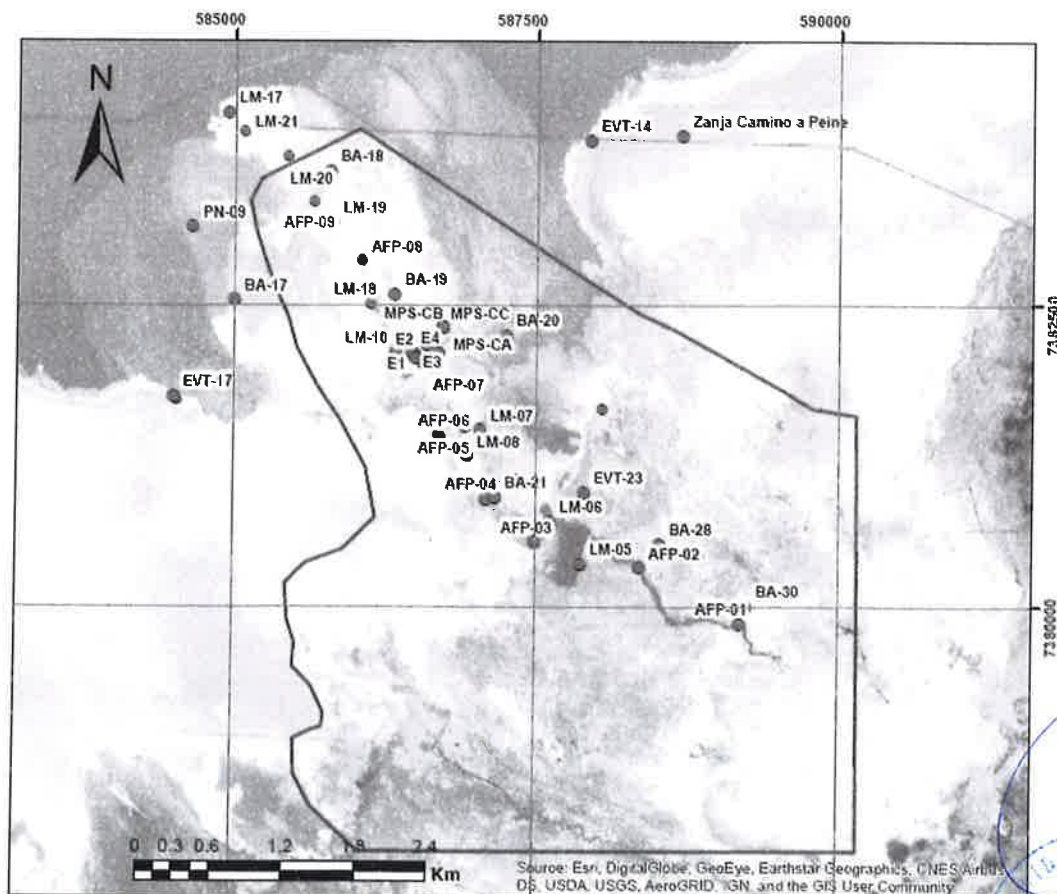 585000 587500 590000
N
LM-17
LM-21
EVT-14 Zanja Camino a Peine
BA-18
LM-20
PN-09
AFP-09
LM-19
AFP-08
BA-17
LM-18
BA-19
7382500
MPS-CB MPS-CC
BA-20
LM-10
E2 E4
MPS-CA
E1 E3
EVT-17
AFP-07
AFP-06
LM-07
AFP-05
LM-08
AFP-04
BA-21
EVT-23
LM-06
AFP-03
BA-28
LM-05
AFP-02
BA-30
AFP-01
7380000
0 0.3 0.6 1.2 1.8 2.4
Km
Source: Esri, DigitalGlobe, GeoEye, Earthstar Geographics, CNES/Airbus
DS, USDA, USGS, AeroGRID, IGN, and the GIS User Community